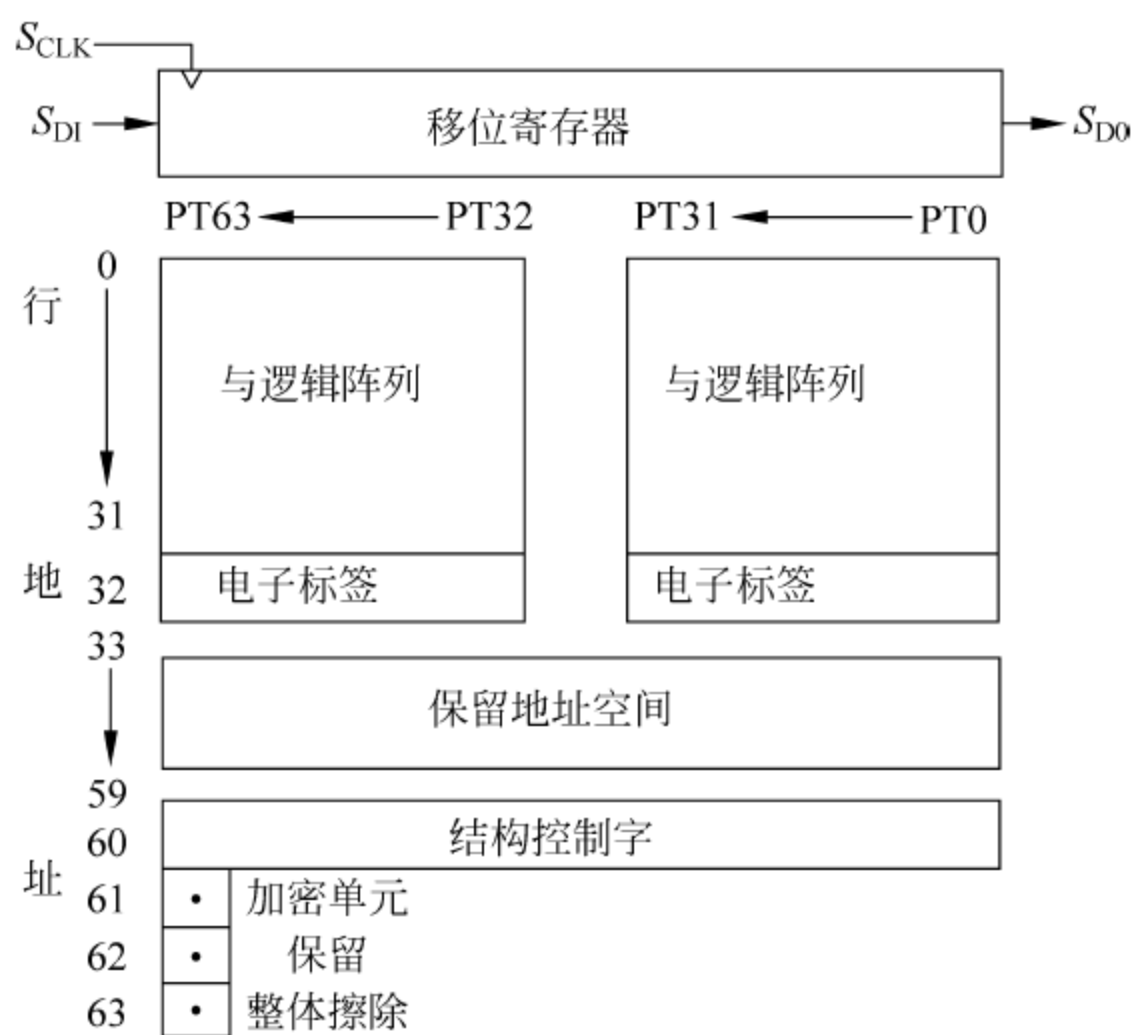 SCLK
SDI
移位寄存器
SD0
PT63 PT32 PT31 PT0
0
行
与逻辑阵列 与逻辑阵列
31
地 32 电子标签 电子标签
33
保留地址空间
59
60 结构控制字
址
61 加密单元
62 保留
63 整体擦除